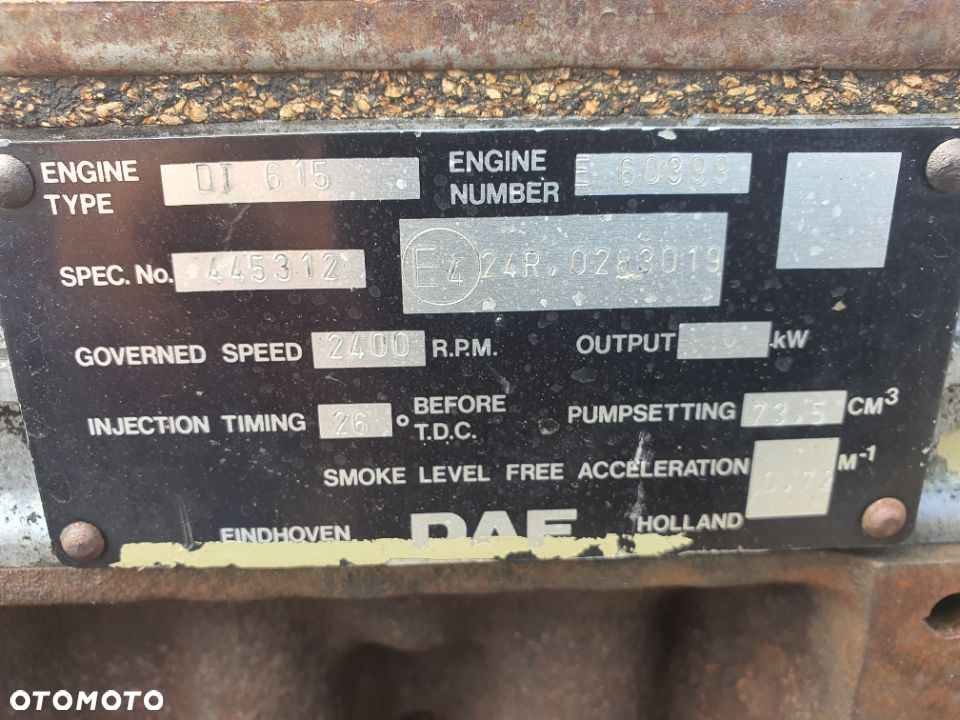 ENGINE TYPE DT 615 ENGINE NUMBER E 60399
SPEC. No. 445312 E4 24R.0283019
GOVERNED SPEED 2400 R.P.M. OUTPUT kW
INJECTION TIMING 26 ° BEFORE T.D.C. PUMPSETTING 73.5 CM³
SMOKE LEVEL FREE ACCELERATION 0.72 M⁻¹
EINDHOVEN DAF HOLLAND
OTOMOTO